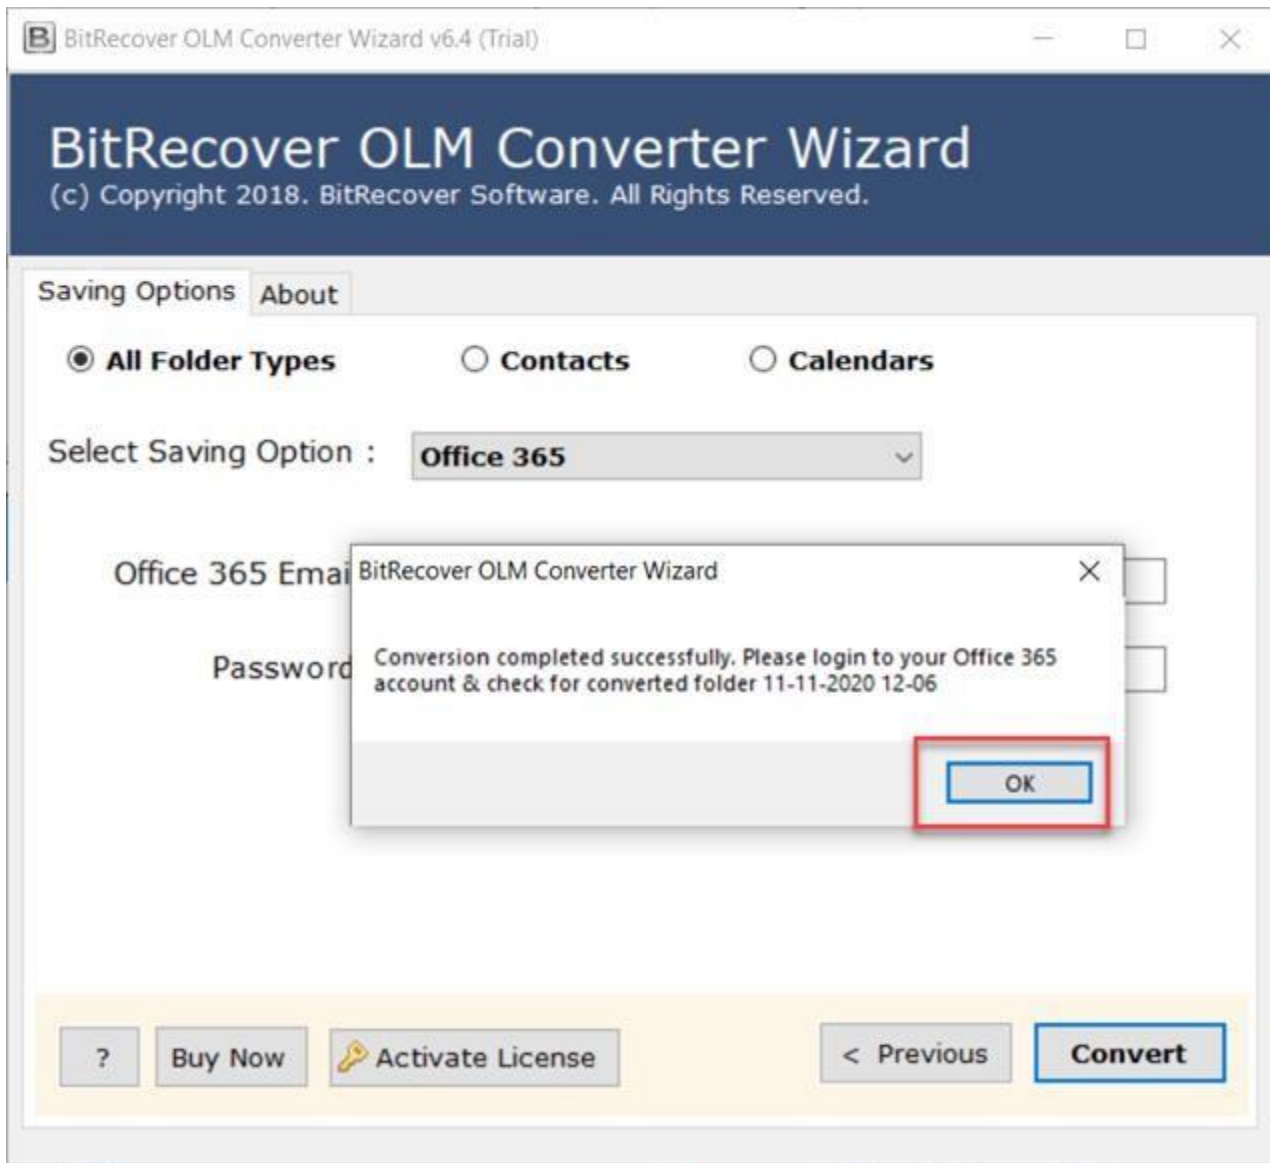 BitRecover OLM Converter Wizard v6.4 (Trial)
BitRecover OLM Converter Wizard
(c) Copyright 2018. BitRecover Software. All Rights Reserved.
Saving Options About
All Folder Types Contacts Calendars
Select Saving Option : Office 365
Office 365 Emai
BitRecover OLM Converter Wizard
Password
Conversion completed successfully. Please login to your Office 365
account & check for converted folder 11-11-2020 12-06
OK
? Buy Now Activate License < Previous Convert